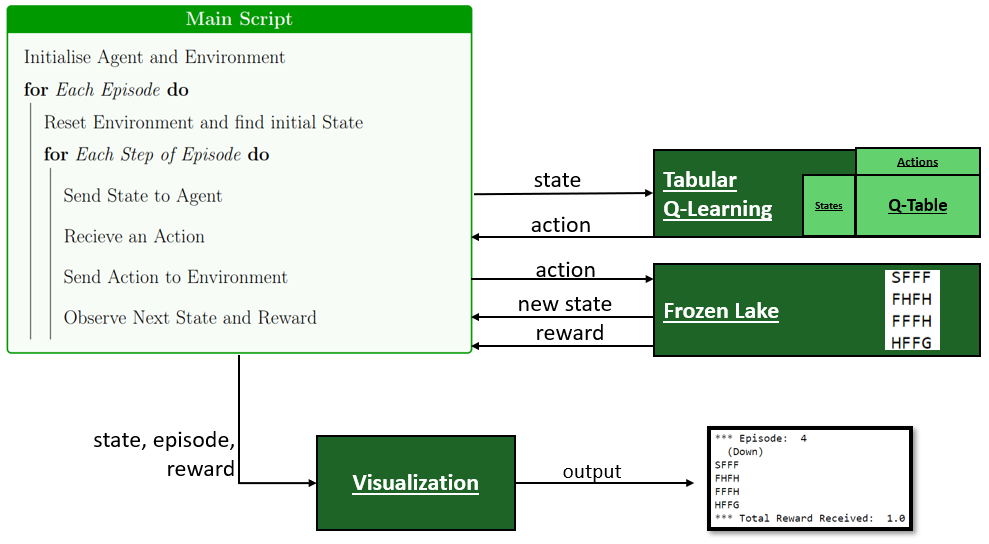 Main Script
Initialise Agent and Environment
for Each Episode do
Reset Environment and find initial State
for Each Step of Episode do
Send State to Agent
Recieve an Action
Send Action to Environment
Observe Next State and Reward
state
action
action
new state
reward
Tabular
Q-Learning
Actions
States
Q-Table
Frozen Lake
SFFF
FHFH
FFFH
HFFG
state, episode,
reward
Visualization
output
*** Episode: 4
(Down)
SFFF
FHFH
FFFH
HFFG
*** Total Reward Received: 1.0